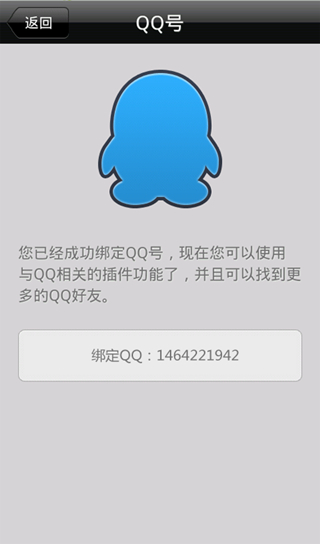 返回
QQ号
您已经成功绑定QQ号，现在您可以使用
与QQ相关的插件功能了，并且可以找到更
多的QQ好友。
绑定QQ：1464221942